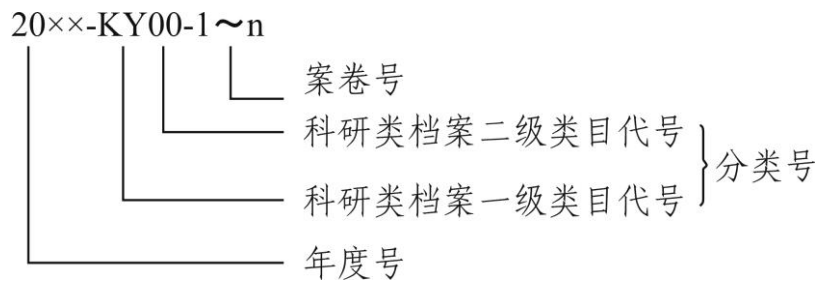 20××-KY00-1～n
案卷号
科研类档案二级类目代号
分类号
科研类档案一级类目代号
年度号